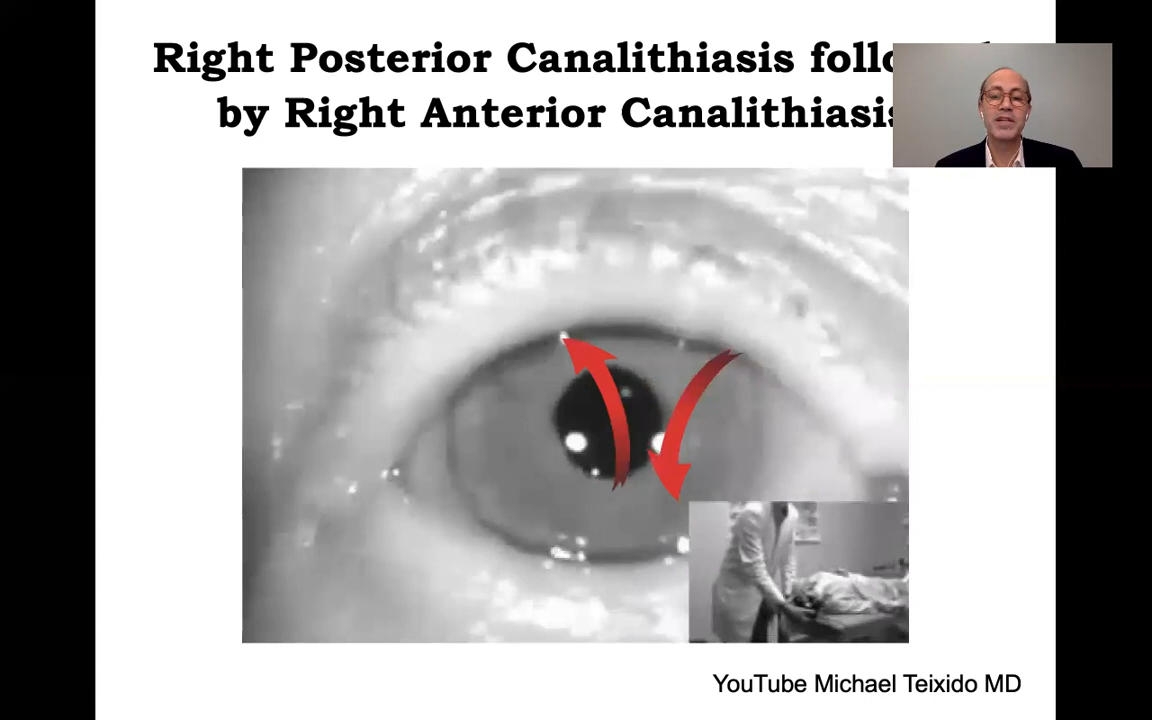 Right Posterior Canalithiasis
by Right Anterior Canalithiasis
YouTube Michael Teixido MD